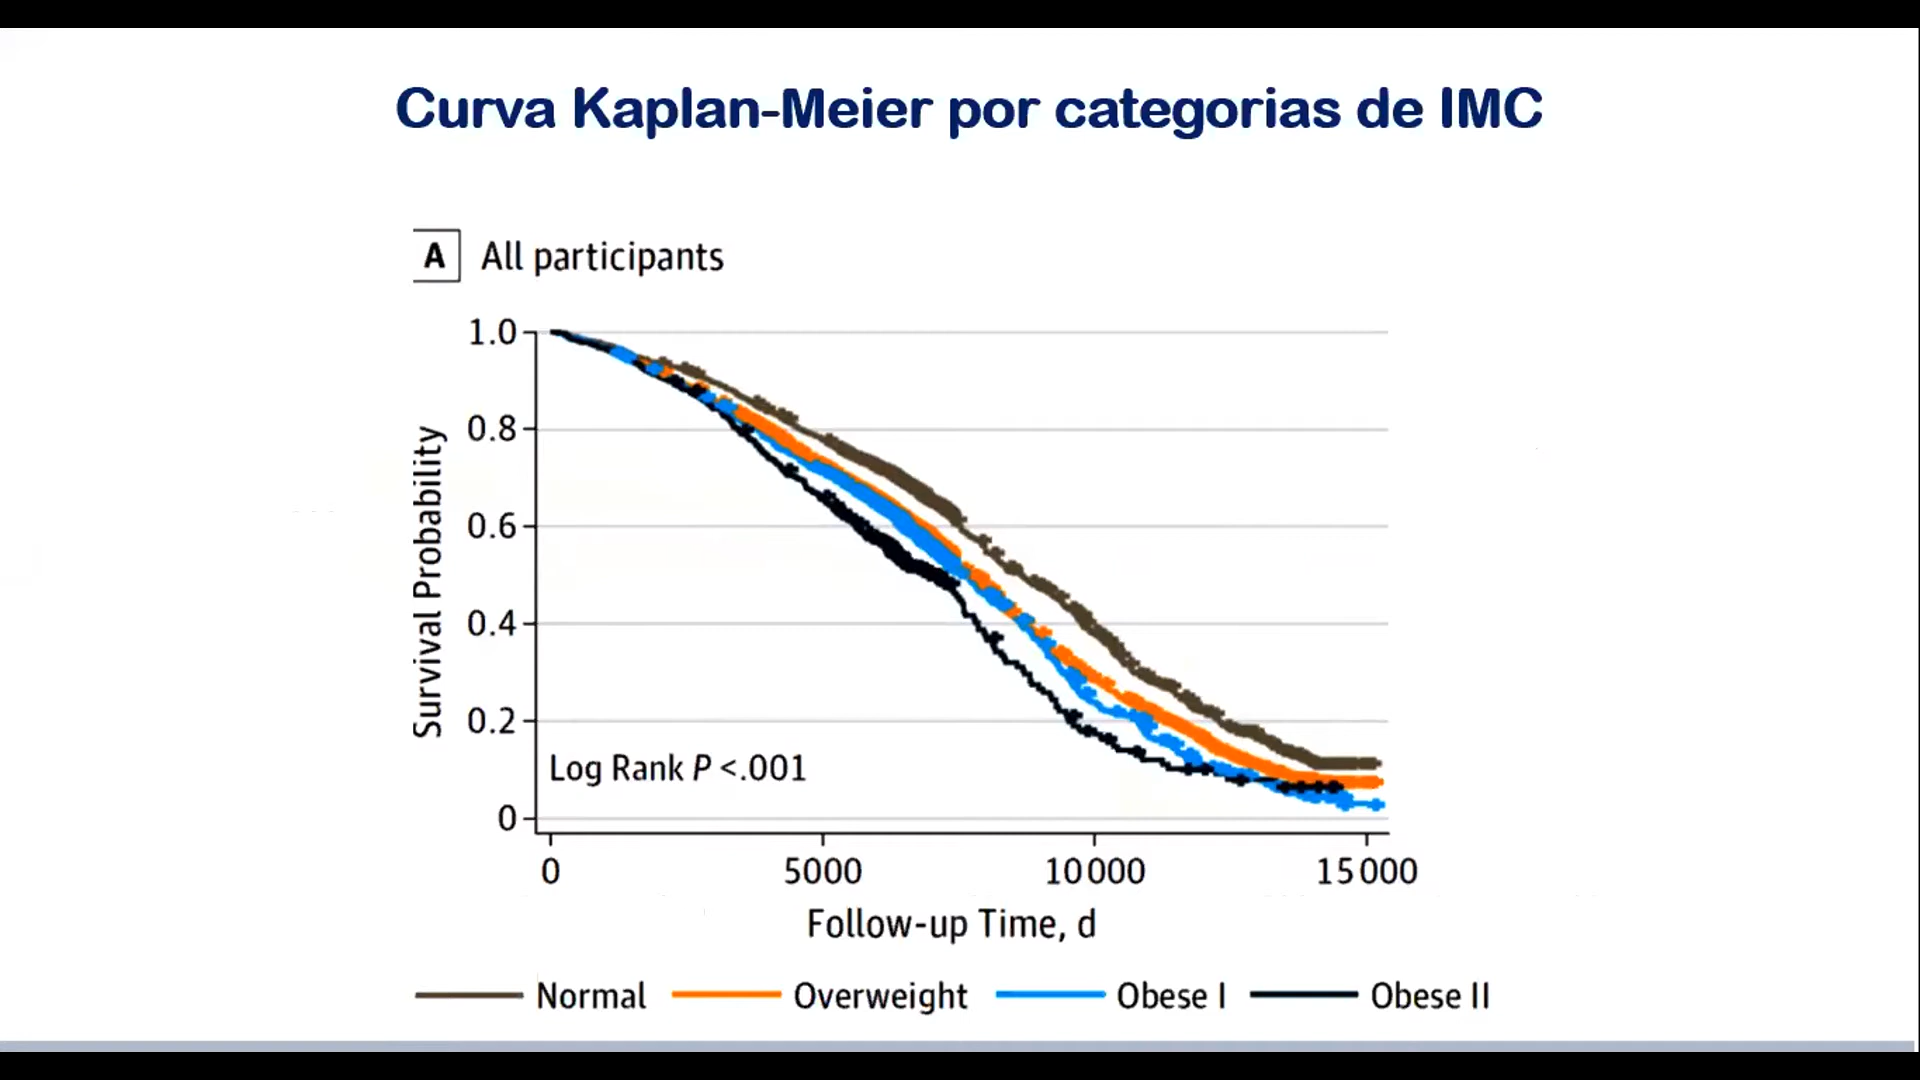 Curva Kaplan-Meier por categorias de IMC
A All participants
1.0
0.8
0.6
0.4
0.2
0
Survival Probability
Log Rank P <.001
0 5000 10000 15000
Follow-up Time, d
Normal Overweight Obese I Obese II